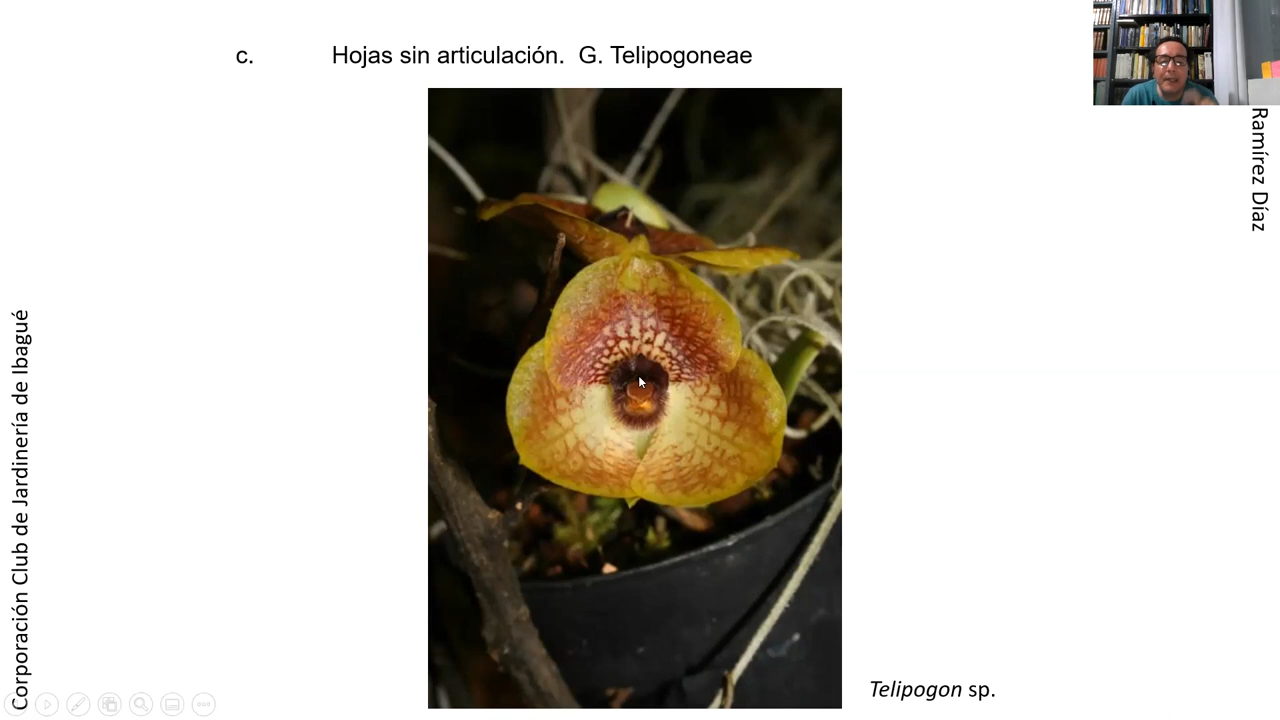 c. Hojas sin articulación. G. Telipogoneae
Ramírez Díaz
Corporación Club de Jardinería de Ibagué
Telipogon sp.